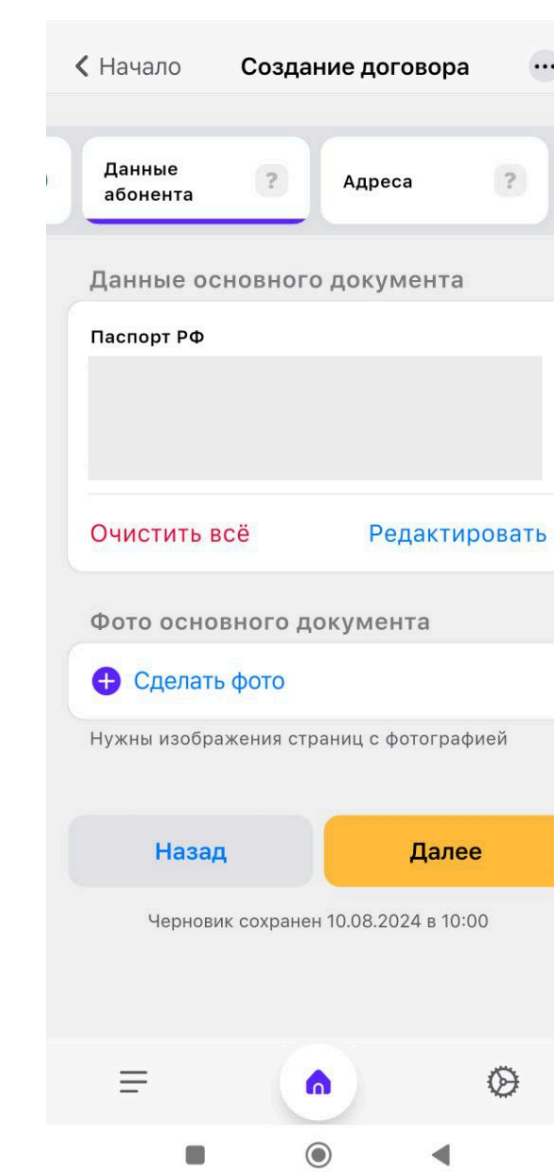 Начало
Создание договора
Данные
абонента
?
Адреса
?
Данные основного документа
Паспорт РФ
Очистить всё
Редактировать
Фото основного документа
Сделать фото
Нужны изображения страниц с фотографией
Назад
Далее
Черновик сохранен 10.08.2024 в 10:00